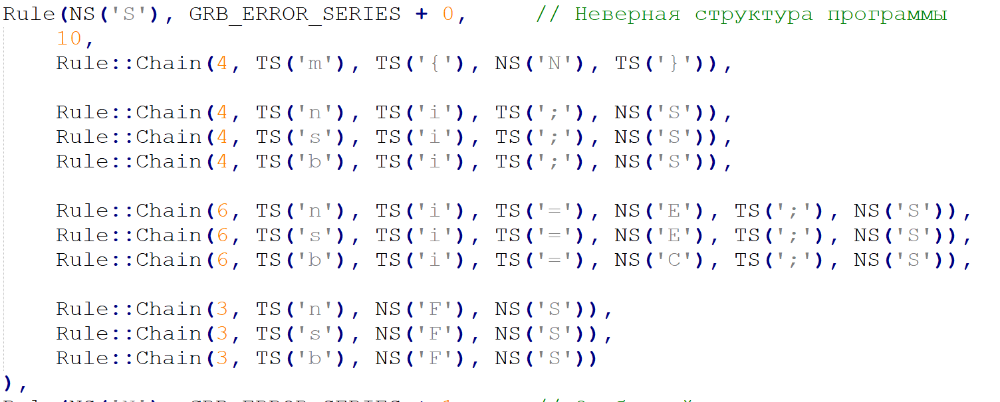 Rule(NS('S'), GRB_ERROR_SERIES + 0, // Неверная структура программы
10,
Rule::Chain(4, TS('m'), TS('{'), NS('N'), TS('}')),
Rule::Chain(4, TS('n'), TS('i'), TS(';'), NS('S')),
Rule::Chain(4, TS('s'), TS('i'), TS(';'), NS('S')),
Rule::Chain(4, TS('b'), TS('i'), TS(';'), NS('S')),
Rule::Chain(6, TS('n'), TS('i'), TS('='), NS('E'), TS(';'), NS('S')),
Rule::Chain(6, TS('s'), TS('i'), TS('='), NS('E'), TS(';'), NS('S')),
Rule::Chain(6, TS('b'), TS('i'), TS('='), NS('C'), TS(';'), NS('S')),
Rule::Chain(3, TS('n'), NS('F'), NS('S')),
Rule::Chain(3, TS('s'), NS('F'), NS('S')),
Rule::Chain(3, TS('b'), NS('F'), NS('S'))
),